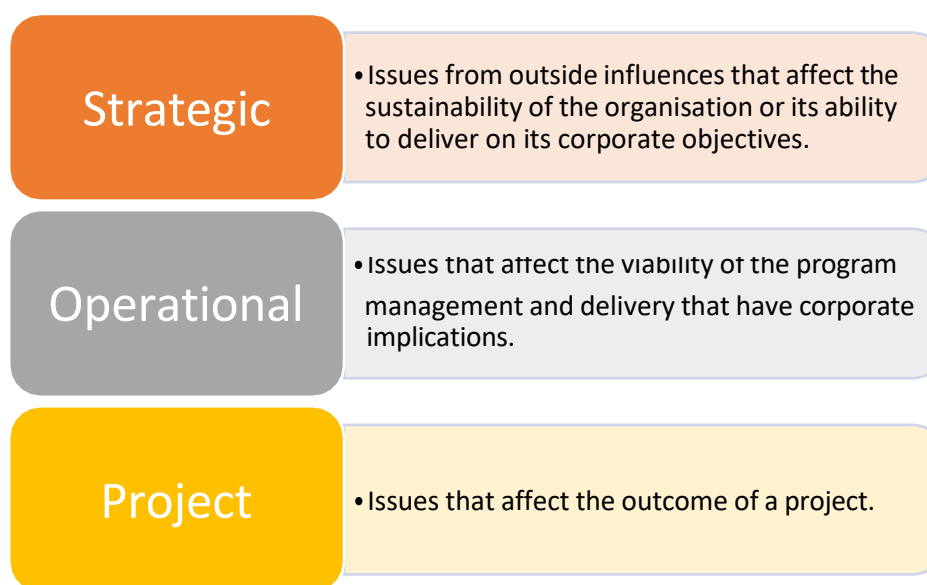 Strategic
•Issues from outside influences that affect the
sustainability of the organisation or its ability
to deliver on its corporate objectives.
Operational
•Issues that affect the viability of the program
management and delivery that have corporate
implications.
Project
•Issues that affect the outcome of a project.